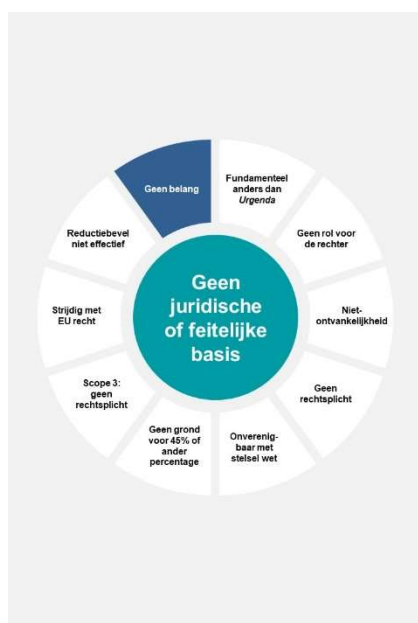 Geen belang
Fundamenteel
anders dan
Urgenda
Geen rol voor
de rechter
Niet-
ontvankelijkheid
Geen
rechtsplicht
Onverenig-
baar met
stelsel wet
Geen grond
voor 45% of
ander
percentage
Scope 3:
geen
rechtsplicht
Strijdig met
EU recht
Reductiebevel
niet effectief
Geen
juridische
of feitelijke
basis